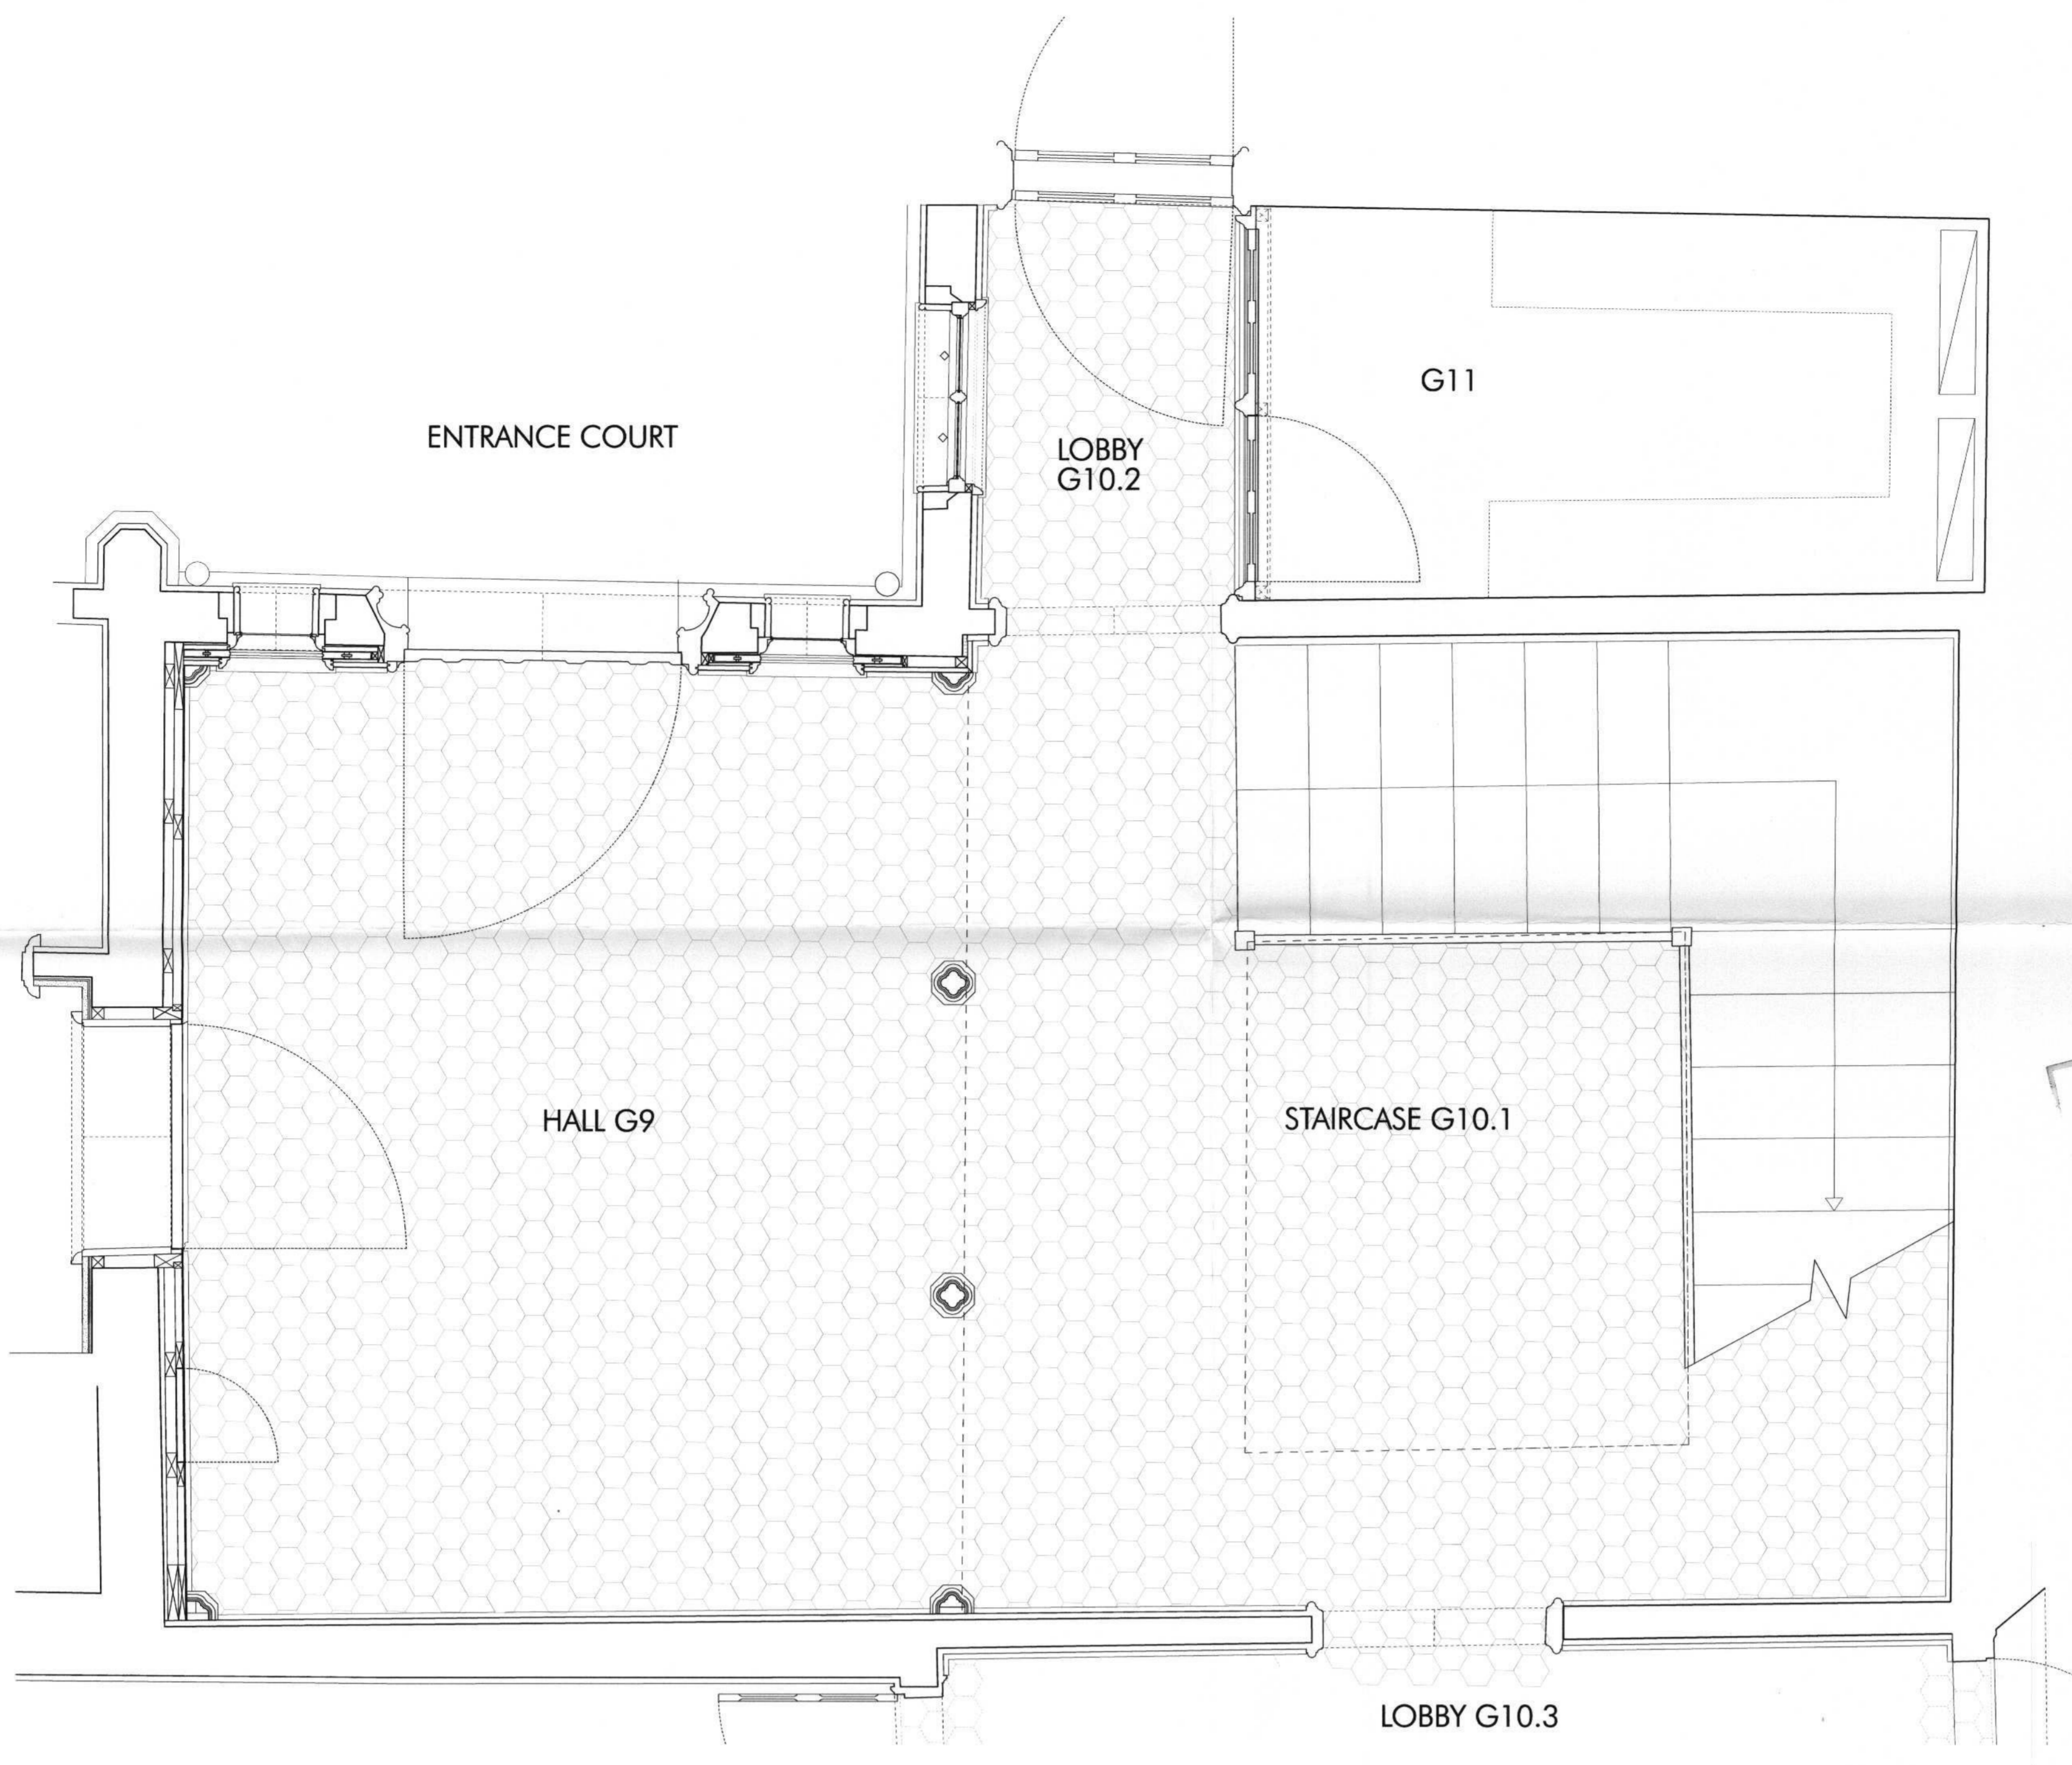 ENTRANCE COURT
LOBBY
G10.2
G11
HALL G9
STAIRCASE G10.1
LOBBY G10.3